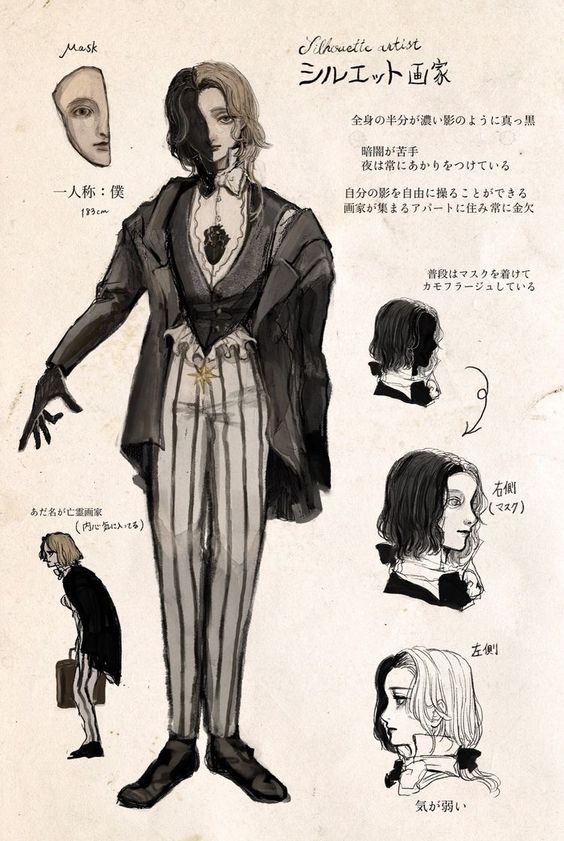 Mask
Silhouette artist
シルエット画家
全身の半分が濃い影のように真っ黒
暗闇が苦手
夜は常にあかりをつけている
一人称：僕
183cm
自分の影を自由に操ることができる
画家が集まるアパートに住み常に金欠
普段はマスクを着けて
カモフラージュしている
右側
(マスク)
あだ名が亡霊画家
(内心気に入ってる)
左側
気が弱い